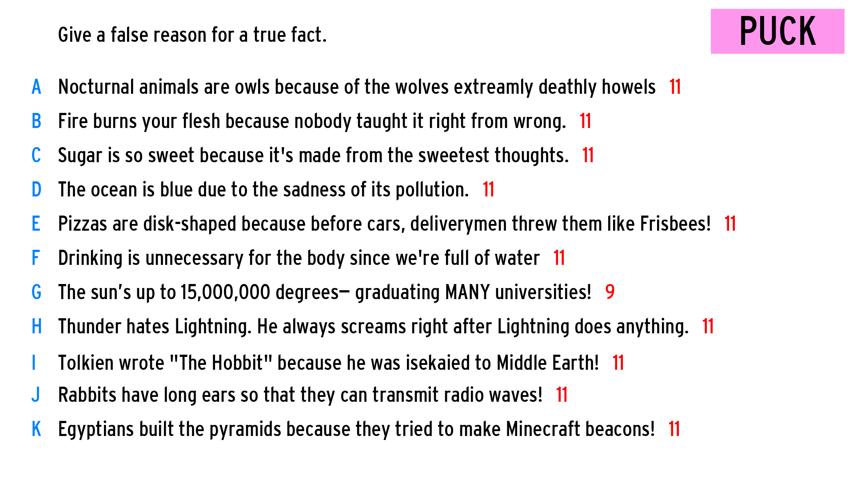 Give a false reason for a true fact.
PUCK
A Nocturnal animals are owls because of the wolves extreamly deathly howels 11
B Fire burns your flesh because nobody taught it right from wrong. 11
C Sugar is so sweet because it's made from the sweetest thoughts. 11
D The ocean is blue due to the sadness of its pollution. 11
E Pizzas are disk-shaped because before cars, deliverymen threw them like Frisbees! 11
F Drinking is unnecessary for the body since we're full of water 11
G The sun’s up to 15,000,000 degrees— graduating MANY universities! 9
H Thunder hates Lightning. He always screams right after Lightning does anything. 11
I Tolkien wrote "The Hobbit" because he was isekaied to Middle Earth! 11
J Rabbits have long ears so that they can transmit radio waves! 11
K Egyptians built the pyramids because they tried to make Minecraft beacons! 11